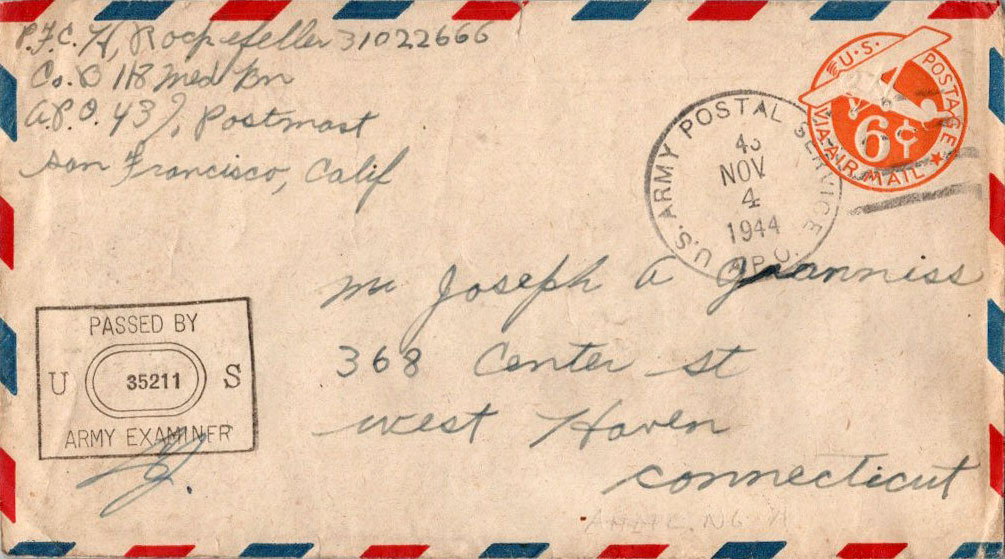 P.F.C. H, Rockefeller 31022666
Co. D 118 med Bn
A.P.O. 43 Postmast
San Francisco, Calif
U.S. POSTAGE
6¢
VIA AIR MAIL
U.S. ARMY POSTAL SERVICE
NOV
4
1944
A.P.O.
Mr Joseph A
368 Center St
West Haven
Connecticut
PASSED BY
U 35211 S
ARMY EXAMINER